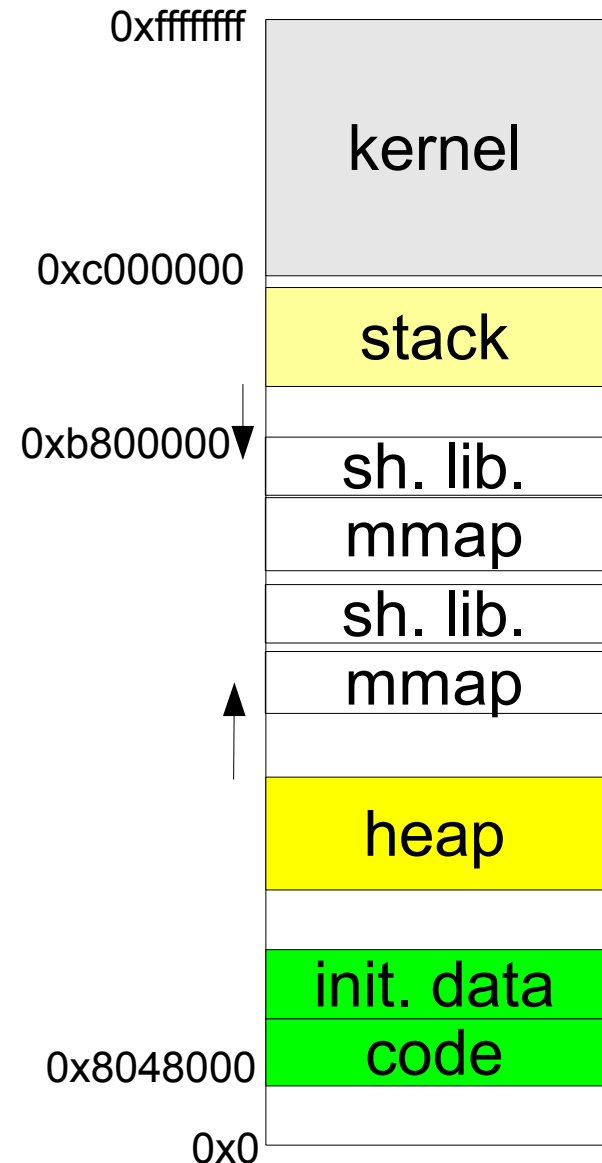 0xffffffff
kernel
0xc000000
stack
0xb800000
sh. lib.
mmap
sh. lib.
mmap
heap
init. data
code
0x8048000
0x0